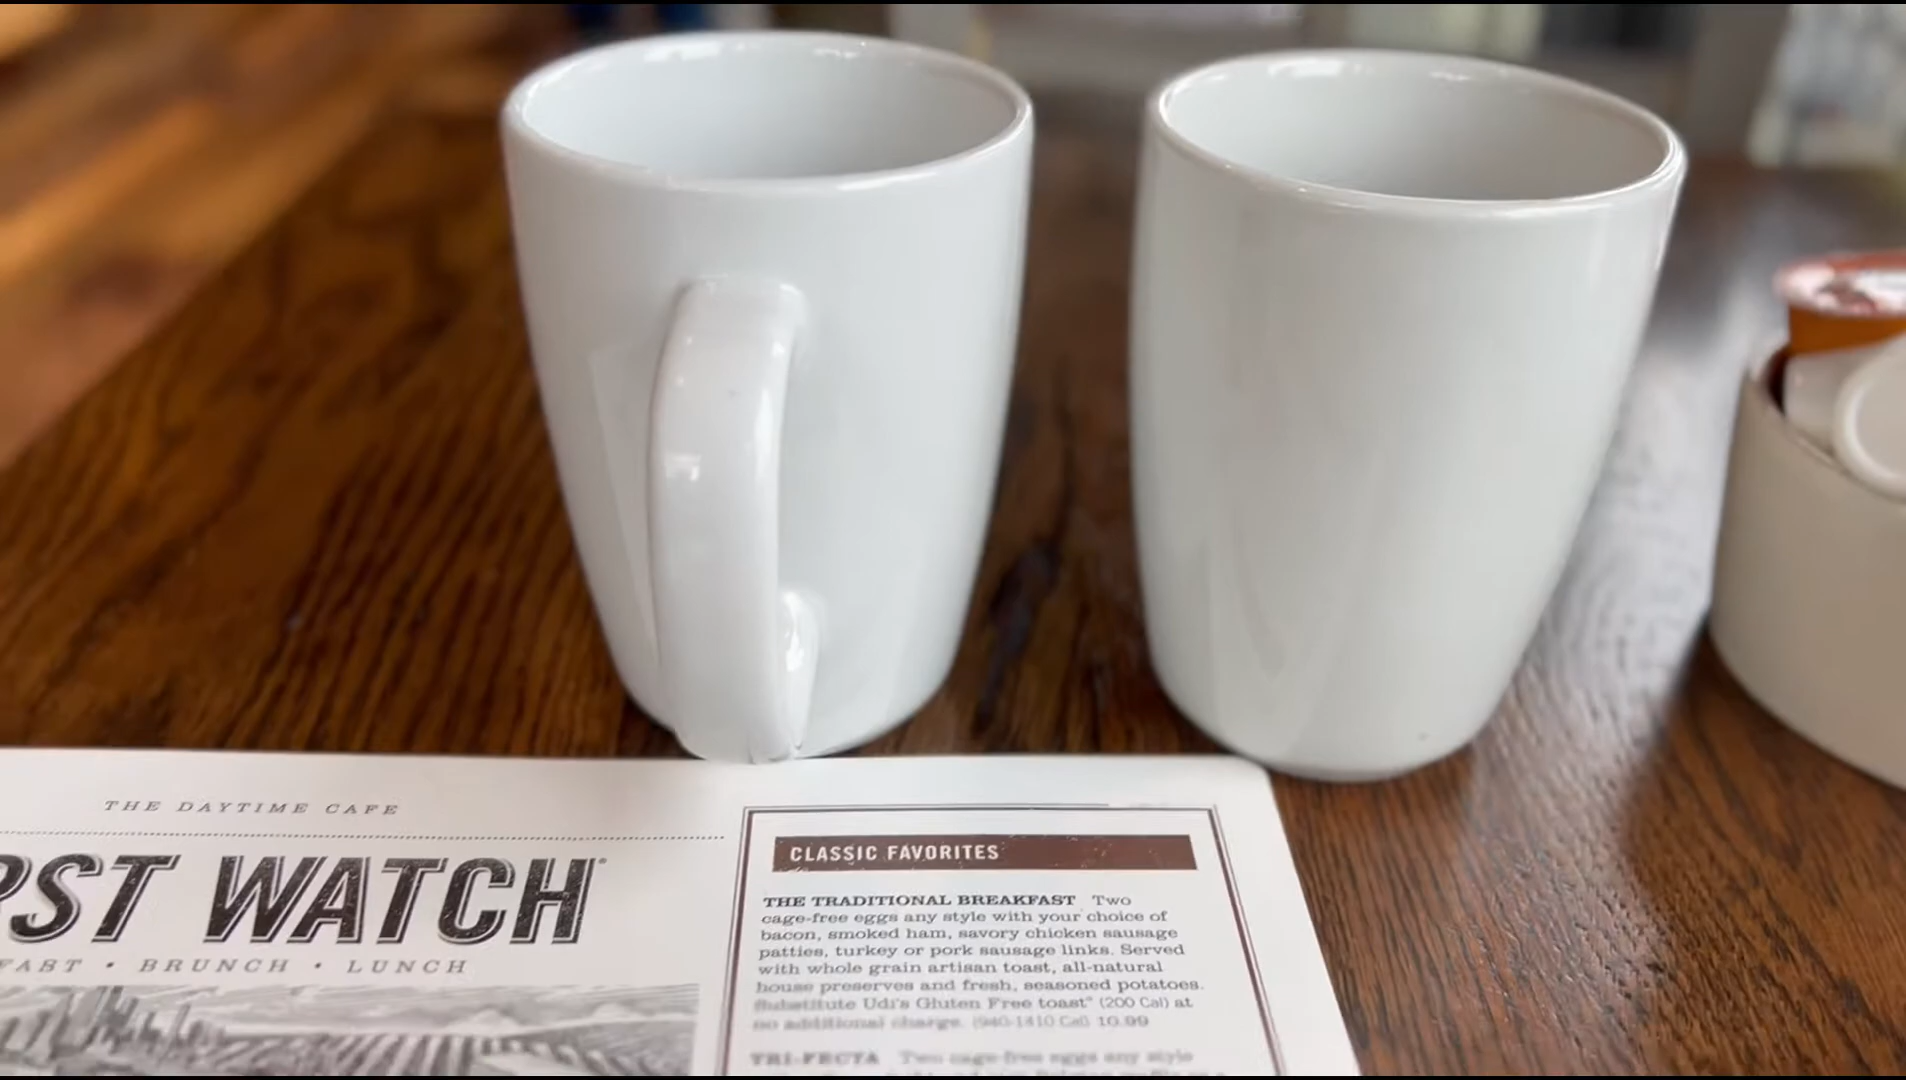 THE DAYTIME CAFE
RST WATCH®
FAST • BRUNCH • LUNCH
CLASSIC FAVORITES
THE TRADITIONAL BREAKFAST Two
cage-free eggs any style with your choice of
bacon, smoked ham, savory chicken sausage
patties, turkey or pork sausage links. Served
with whole grain artisan toast, all-natural
house preserves and fresh, seasoned potatoes.
Substitute Udi's Gluten Free toast* (200 Cal) at
no additional charge. (940-1410 Cal) 10.99
TRI-FECTA Two cage-free eggs any style